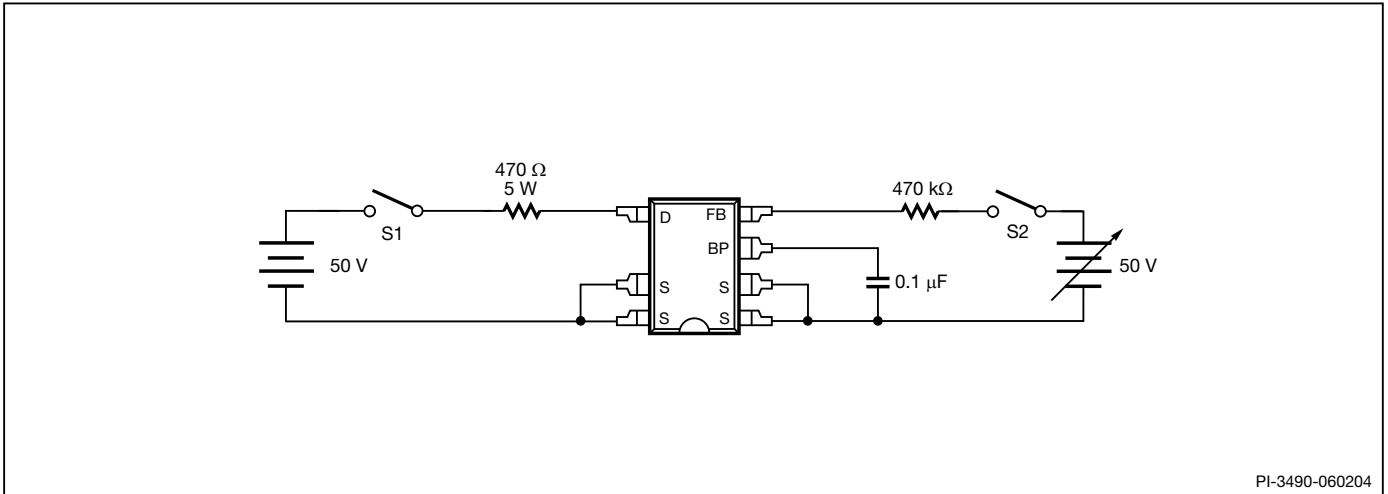 470 Ω
5 W
470 kΩ
S1
D
FB
S2
BP
50 V
50 V
S
S
0.1 μF
S
S
PI-3490-060204